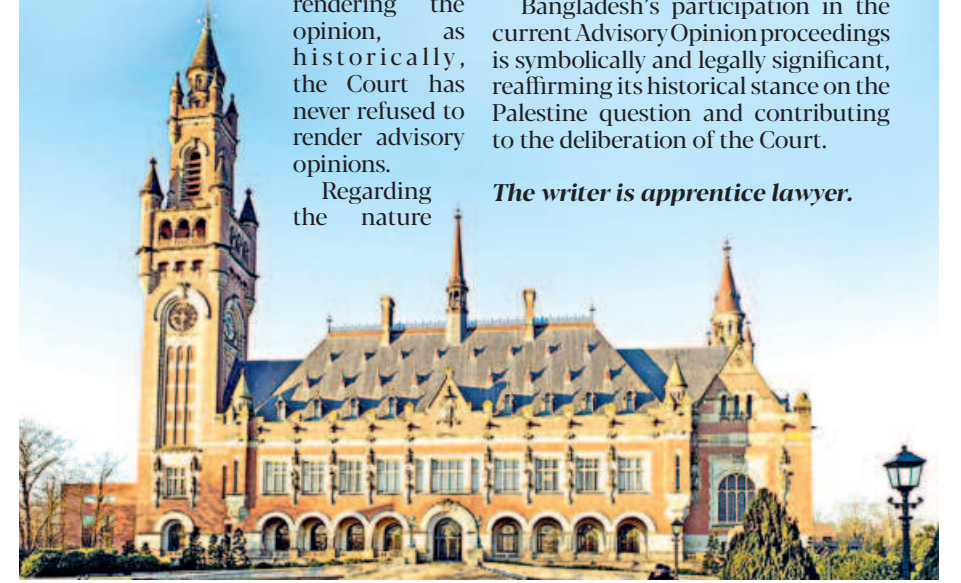 rendering the
opinion, as
historically,
the Court has
never refused to
render advisory
opinions.
Regarding
the nature
Bangladesh's participation in the
current Advisory Opinion proceedings
is symbolically and legally significant,
reaffirming its historical stance on the
Palestine question and contributing
to the deliberation of the Court.
The writer is apprentice lawyer.